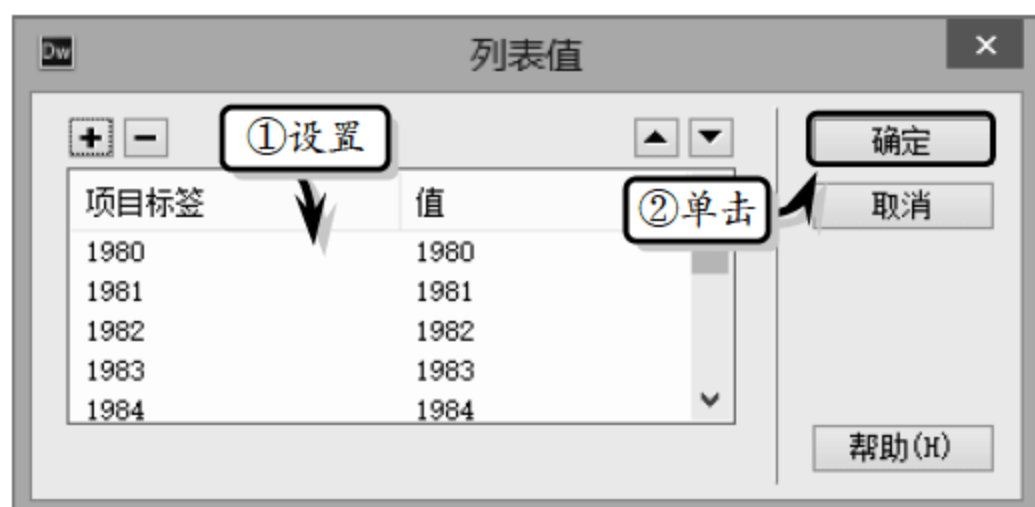 Dw 列表值
+ − ①设置 确定
项目标签 值 ②单击 取消
1980 1980
1981 1981
1982 1982
1983 1983
1984 1984
帮助(H)